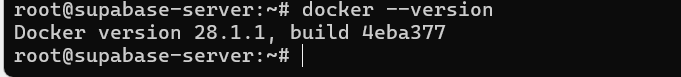 root@supabase-server:~# docker --version
Docker version 28.1.1, build 4eba377
root@supabase-server:~#